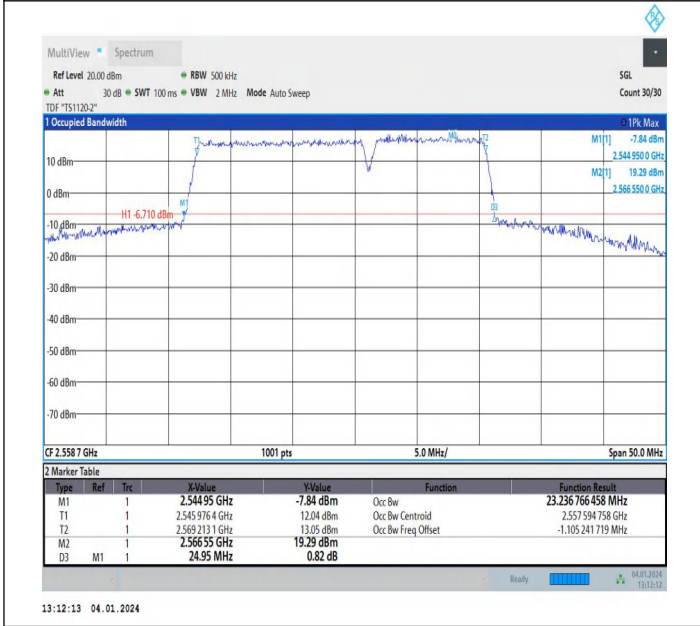 MultiView Spectrum
Ref Level 20.00 dBm RBW 500 kHz SGL
Att 30 dB SWT 100 ms VBW 2 MHz Mode Auto Sweep Count 30/30
TDF "TS1120-2"
1 Occupied Bandwidth 1Pk Max
M1[1] -7.84 dBm
2.544 950 0 GHz
M2[1] 19.29 dBm
2.566 550 0 GHz
T1 M2 T2
10 dBm
0 dBm
M1 D3
H1 -6.710 dBm
-10 dBm
-20 dBm
-30 dBm
-40 dBm
-50 dBm
-60 dBm
-70 dBm
CF 2.558 7 GHz 1001 pts 5.0 MHz/ Span 50.0 MHz
2 Marker Table
Type Ref Trc X-Value Y-Value Function Function Result
M1 1 2.544 95 GHz -7.84 dBm Occ Bw 23.236 766 458 MHz
T1 1 2.545 976 4 GHz 12.04 dBm Occ Bw Centroid 2.557 594 758 GHz
T2 1 2.569 213 1 GHz 13.05 dBm Occ Bw Freq Offset -1.105 241 719 MHz
M2 1 2.566 55 GHz 19.29 dBm
D3 M1 1 24.95 MHz 0.82 dB
Ready 04.01.2024
13:12:12
13:12:13 04.01.2024